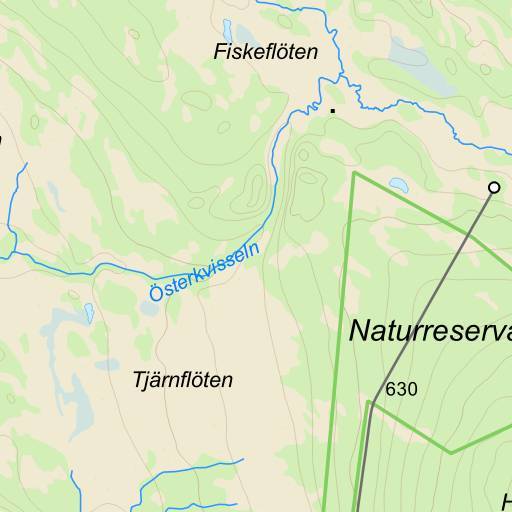 Fiskeflöten
Österkvisseln
Naturreserva
Tjärnflöten
630
H